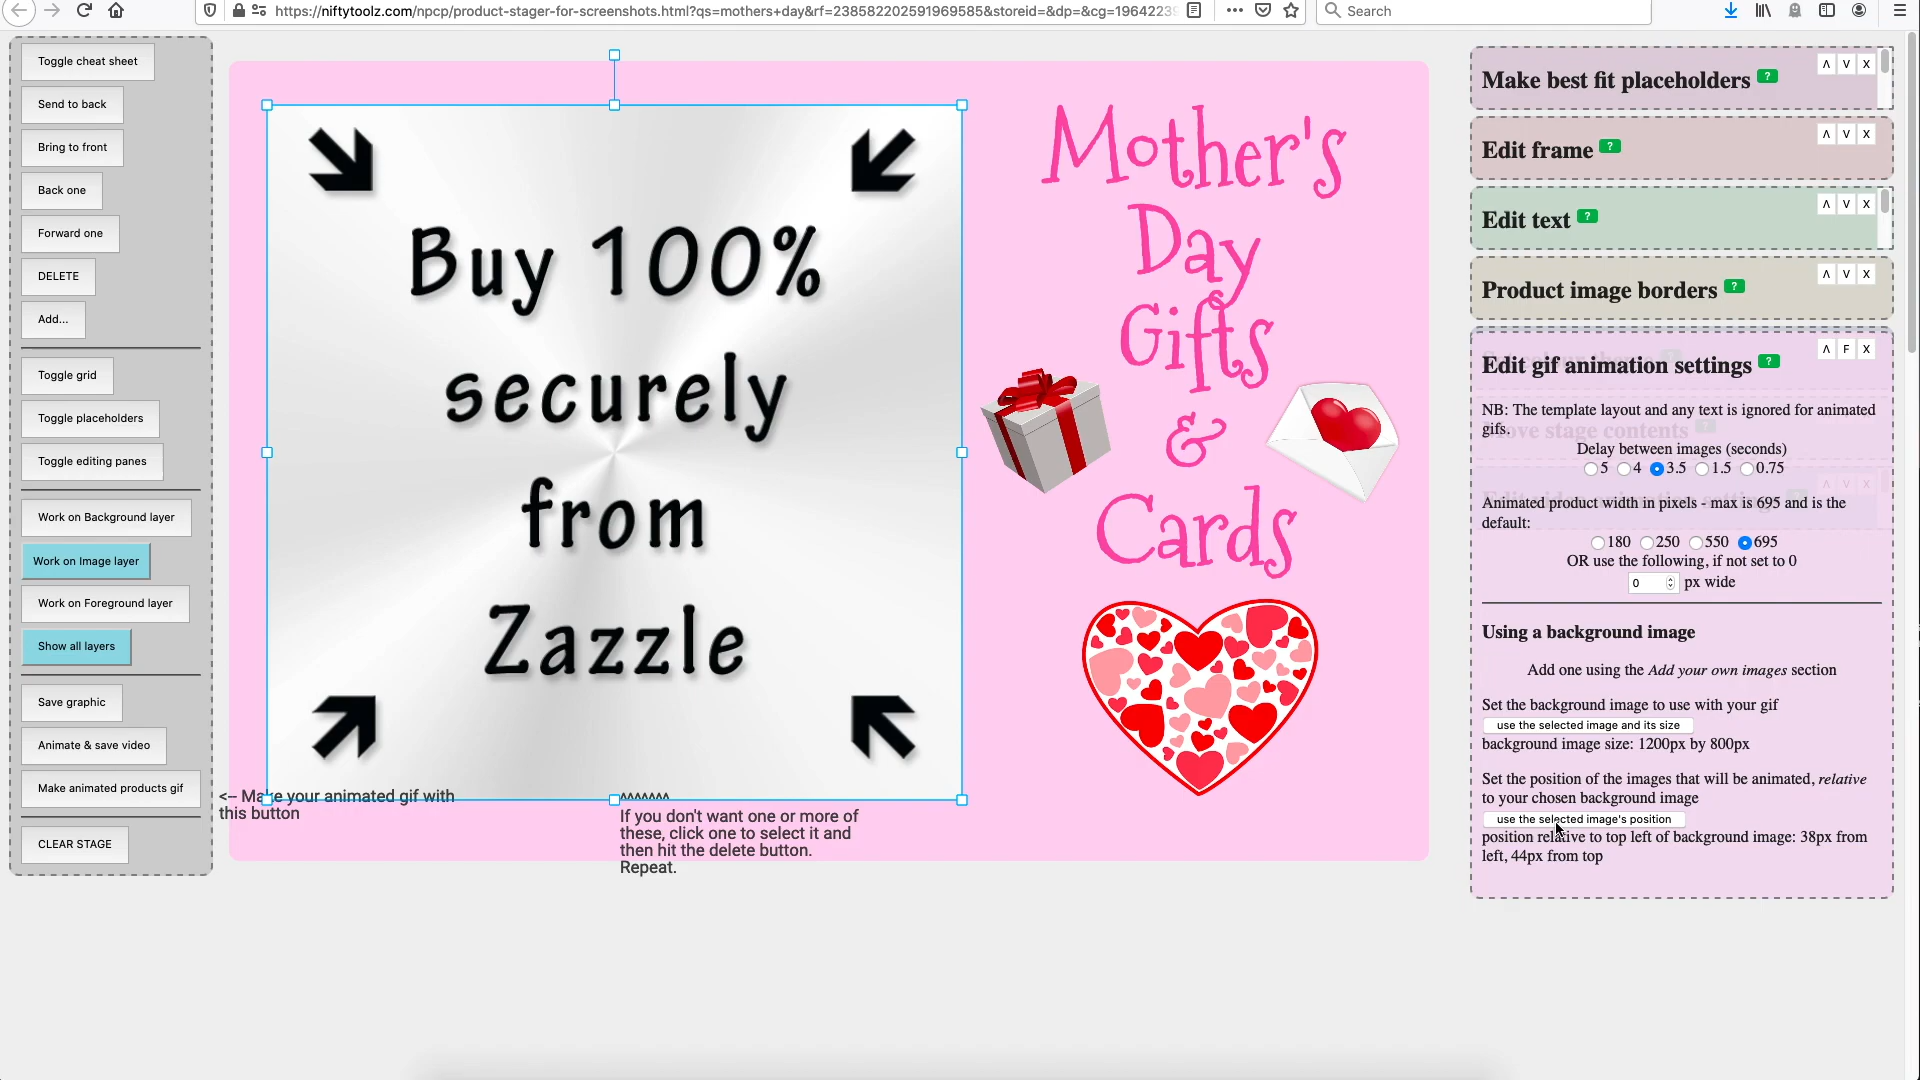 https://niftytoolz.com/npcp/product-stager-for-screenshots.html?qs=mothers+day&rf=238582202591969585&storeid=&dp=&cg=19642239
Search
Toggle cheat sheet
Send to back
Bring to front
Back one
Forward one
DELETE
Add...
Toggle grid
Toggle placeholders
Toggle editing panes
Work on Background layer
Work on Image layer
Work on Foreground layer
Show all layers
Save graphic
Animate & save video
Make animated products gif
CLEAR STAGE
Buy 100%
securely
from
Zazzle
<-- Make your animated gif with
this button
^^^^^^^
If you don't want one or more of
these, click one to select it and
then hit the delete button.
Repeat.
Mother's
Day
Gifts
&
Cards
Make best fit placeholders ?
Λ V X
Edit frame ?
Λ V X
Edit text ?
Λ V X
Product image borders ?
Λ V X
Edit gif animation settings ?
Λ F X
NB: The template layout and any text is ignored for animated
gifs.
Move stage contents
Delay between images (seconds)
5 4 3.5 1.5 0.75
Animated product width in pixels - max is 695 and is the
default:
180 250 550 695
OR use the following, if not set to 0
0 px wide
Using a background image
Add one using the Add your own images section
Set the background image to use with your gif
use the selected image and its size
background image size: 1200px by 800px
Set the position of the images that will be animated, relative
to your chosen background image
use the selected image's position
position relative to top left of background image: 38px from
left, 44px from top